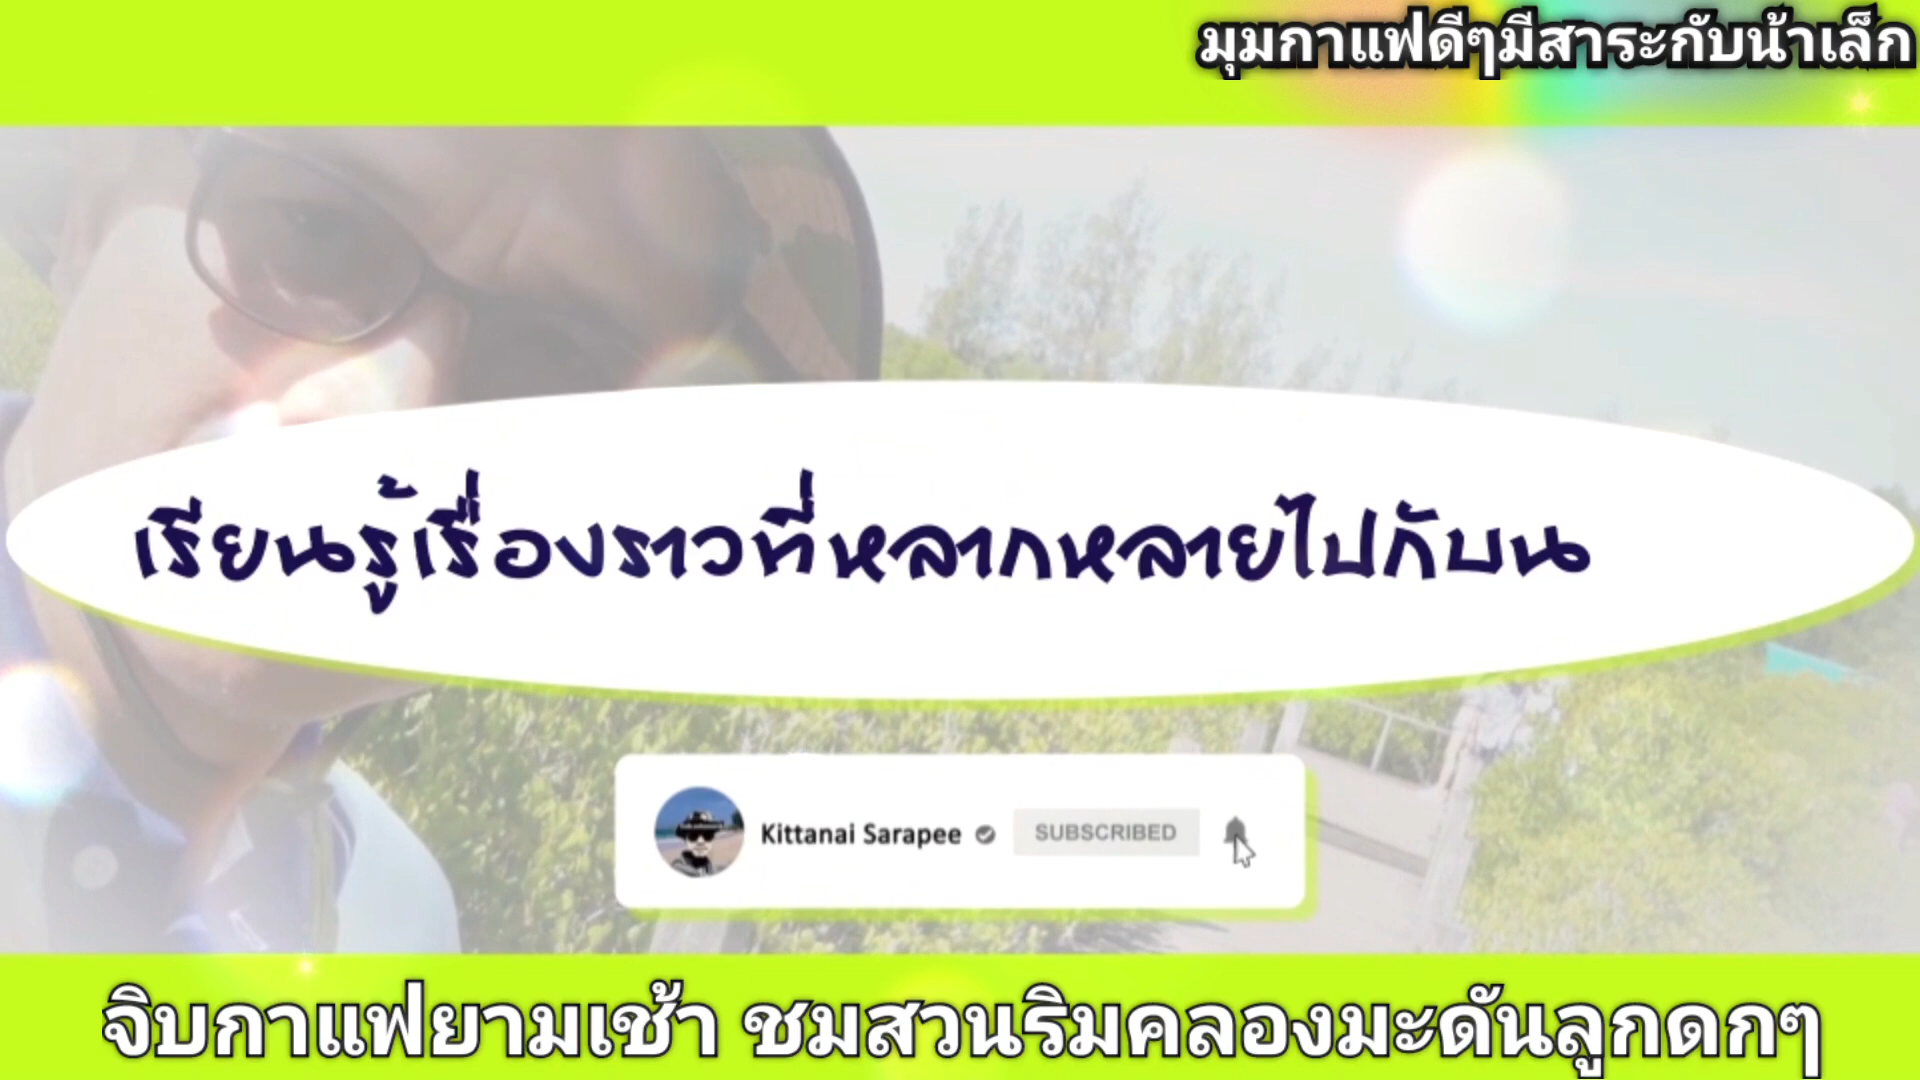 มุมกาแฟดีๆมีสาระกับน้าเล็ก
เรียนรู้เรื่องราวที่หลากหลายไปกับน
Kittanai Sarapee
SUBSCRIBED
จิบกาแฟยามเช้า ชมสวนริมคลองมะดันลูกดกๆ